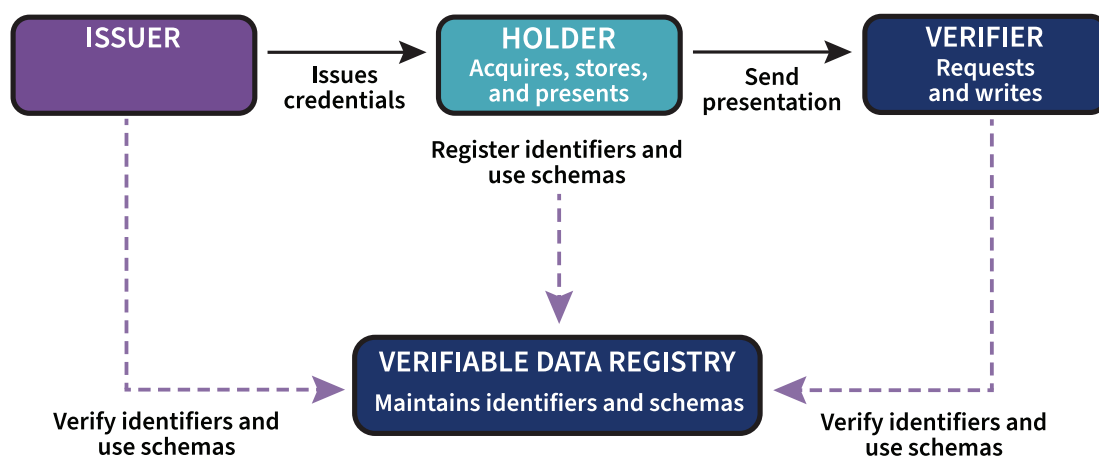 ISSUER
Issues
credentials
HOLDER
Acquires, stores,
and presents
Send
presentation
VERIFIER
Requests
and writes
Register identifiers and
use schemas
VERIFIABLE DATA REGISTRY
Maintains identifiers and schemas
Verify identifiers and
use schemas
Verify identifiers and
use schemas